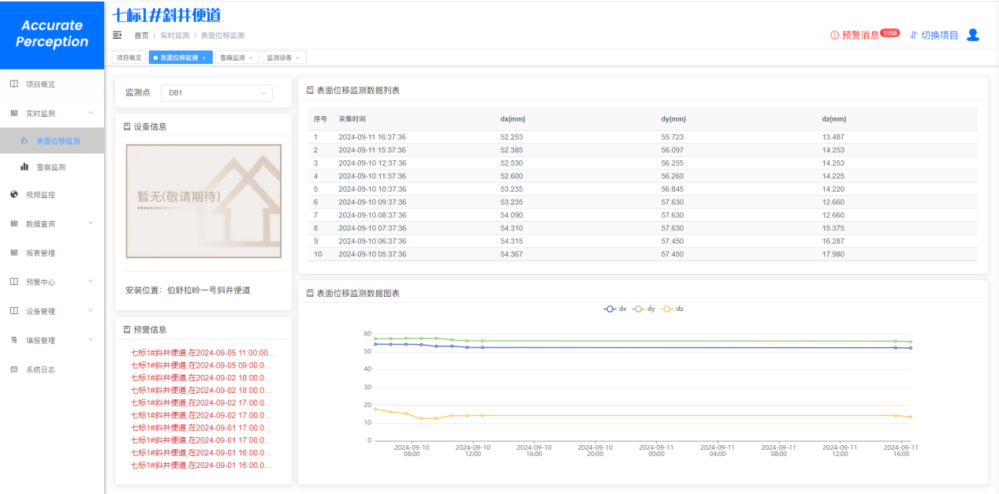 Accurate
Perception
七标1#斜井便道
首页 / 实时监测 / 表面位移监测
预警消息 1558 切换项目
项目概览 表面位移监测 × 雪崩监测 × 监测设备 ×
项目概览
实时监测
表面位移监测
雪崩监测
视频监控
数据查询
报表管理
预警中心
设备管理
填报管理
系统日志
监测点 DB1
设备信息
暂无(敬请期待)
安装位置：伯舒拉岭一号斜井便道
预警信息
七标1#斜井便道,在2024-09-05 11:00:00...
七标1#斜井便道,在2024-09-05 09:00:0...
七标1#斜井便道,在2024-09-02 18:00:0...
七标1#斜井便道,在2024-09-02 18:00:0...
七标1#斜井便道,在2024-09-02 17:00:0...
七标1#斜井便道,在2024-09-02 17:00:0...
七标1#斜井便道,在2024-09-01 17:00:0...
七标1#斜井便道,在2024-09-01 17:00:0...
七标1#斜井便道,在2024-09-01 16:00:0...
七标1#斜井便道,在2024-09-01 16:00:0...
表面位移监测数据列表
序号 采集时间 dx(mm) dy(mm) dz(mm)
1 2024-09-11 16:37:36 52.253 55.723 13.487
2 2024-09-11 15:37:36 52.385 56.097 14.253
3 2024-09-10 12:37:36 52.530 56.255 14.253
4 2024-09-10 11:37:36 52.600 56.260 14.225
5 2024-09-10 10:37:36 53.235 56.845 14.220
6 2024-09-10 09:37:36 53.235 57.630 12.660
7 2024-09-10 08:37:36 54.090 57.630 12.660
8 2024-09-10 07:37:36 54.310 57.630 15.375
9 2024-09-10 06:37:36 54.315 57.450 16.287
10 2024-09-10 05:37:36 54.367 57.450 17.980
表面位移监测数据图表
dx dy dz
60
50
40
30
20
10
0
2024-09-10 2024-09-10 2024-09-10 2024-09-10 2024-09-11 2024-09-11 2024-09-11 2024-09-11 2024-09-11
08:00 12:00 16:00 20:00 00:00 04:00 08:00 12:00 16:00